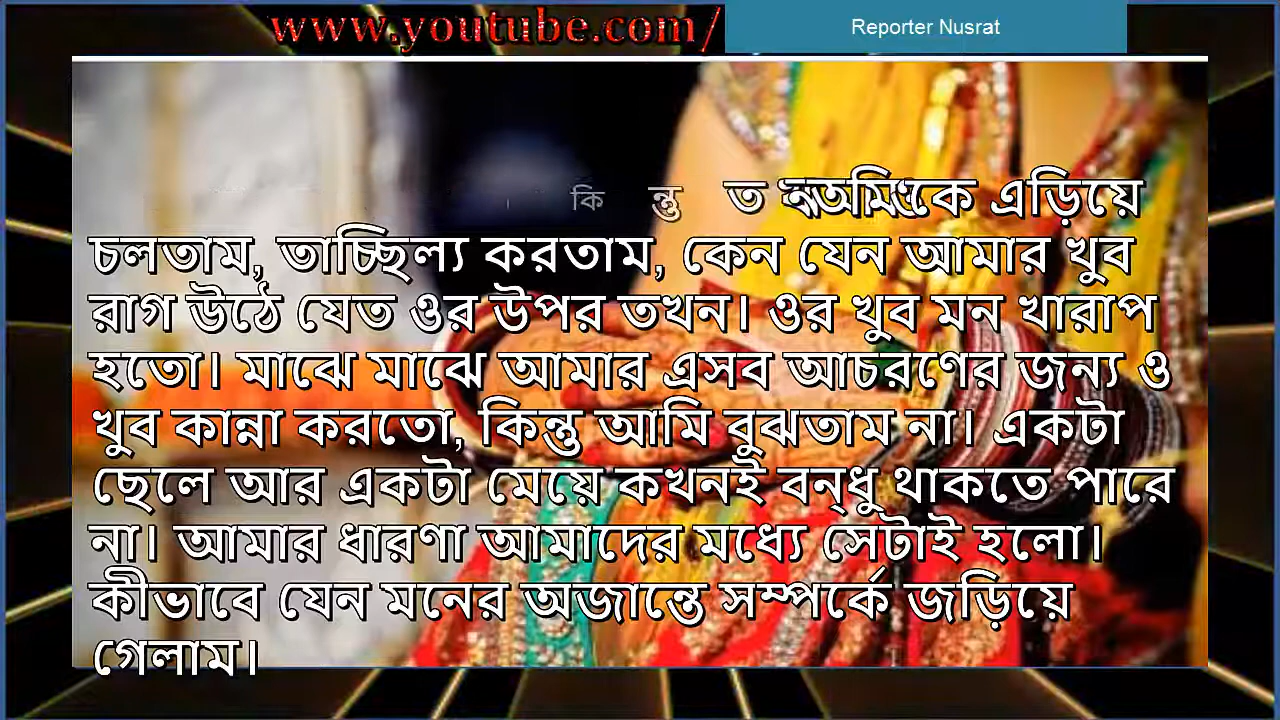 www.youtube.com/
Reporter Nusrat
এড়িয়ে
চলতাম, তাচ্ছিল্য করতাম, কেন যেন আমার খুব
রাগ উঠে যেত ওর উপর তখন। ওর খুব মন খারাপ
হতো। মাঝে মাঝে আমার এসব আচরণের জন্য ও
খুব কান্না করতো, কিন্তু আমি বুঝতাম না। একটা
ছেলে আর একটা মেয়ে কখনই বন্ধু থাকতে পারে
না। আমার ধারণা আমাদের মধ্যে সেটাই হলো।
কীভাবে যেন মনের অজান্তে সম্পর্কে জড়িয়ে
গেলাম।